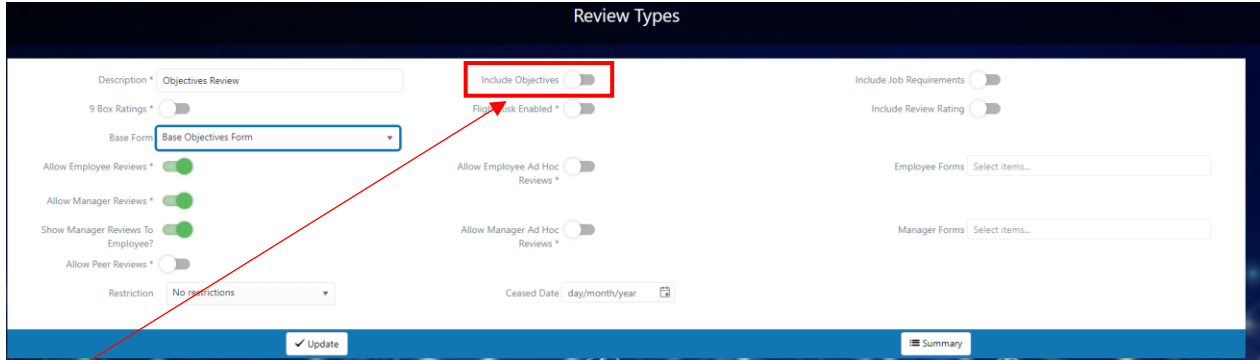 Review Types
Description * Objectives Review
Include Objectives
Include Job Requirements
9 Box Ratings *
Enabled *
Include Review Rating
Base Form Base Objectives Form
Allow Employee Reviews *
Allow Employee Ad Hoc
Reviews *
Employee Forms Select items...
Allow Manager Reviews *
Show Manager Reviews To
Employee?
Allow Manager Ad Hoc
Reviews *
Manager Forms Select items...
Allow Peer Reviews *
Restriction No restrictions
Ceased Date day/month/year
Update
Summary